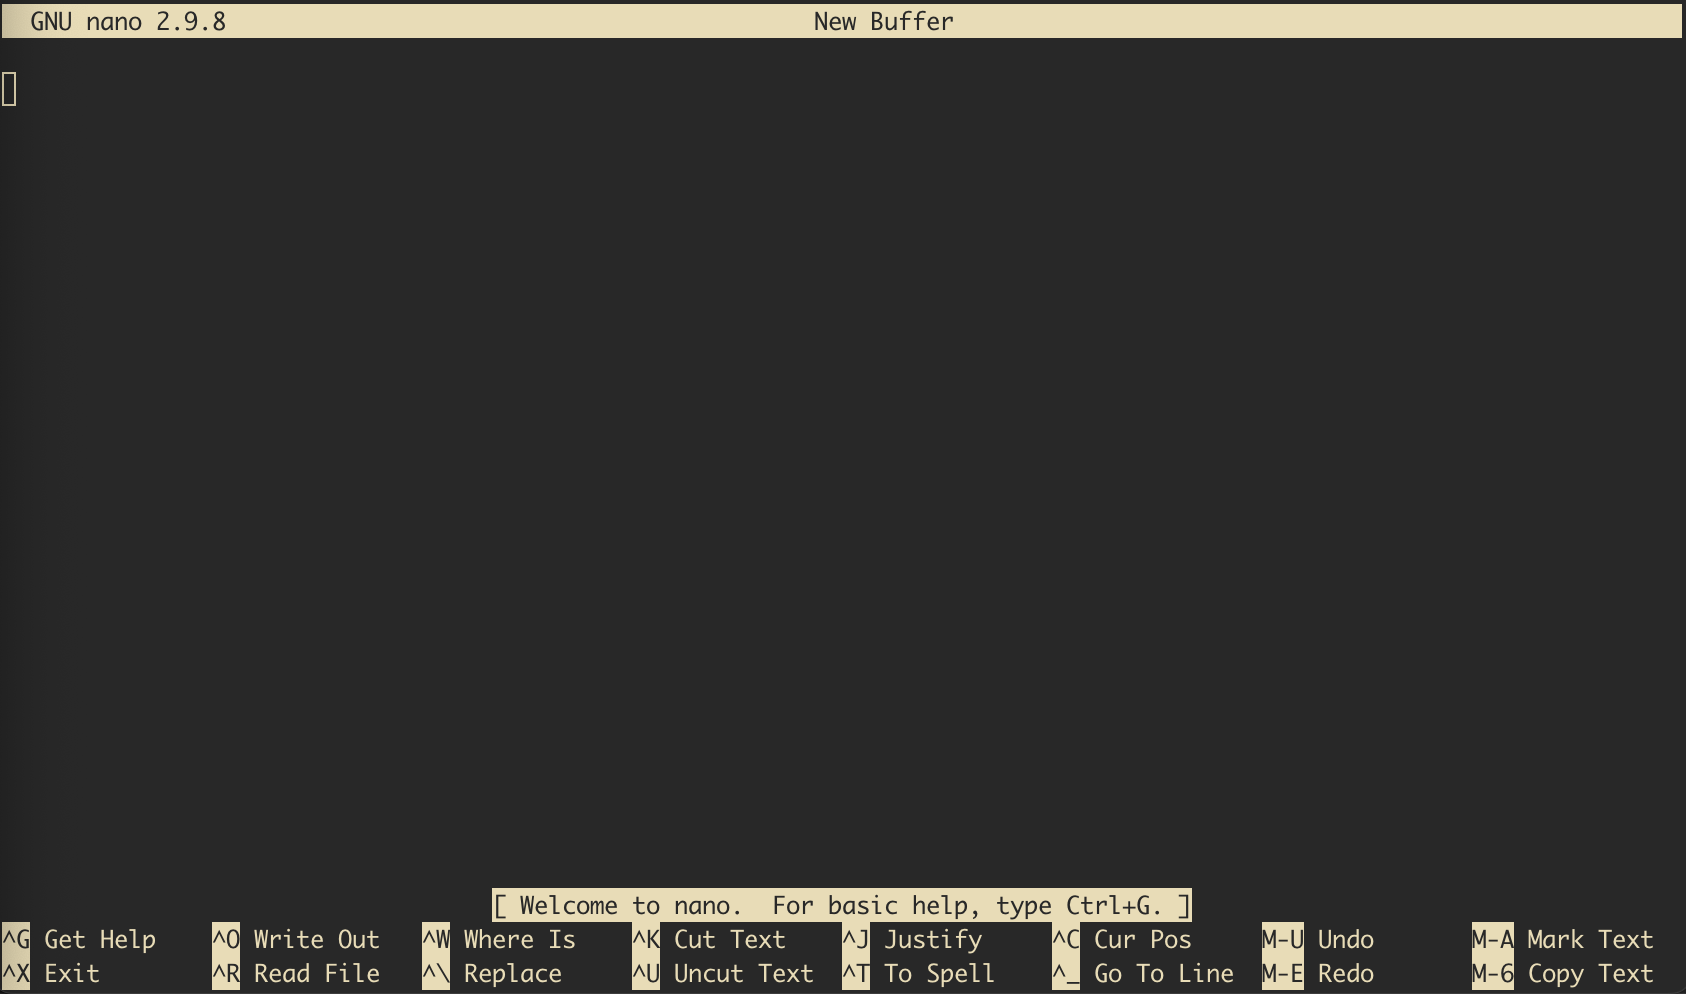 GNU nano 2.9.8 New Buffer
[ Welcome to nano.  For basic help, type Ctrl+G. ]
^G Get Help ^O Write Out ^W Where Is ^K Cut Text ^J Justify ^C Cur Pos M-U Undo M-A Mark Text
^X Exit ^R Read File ^\ Replace ^U Uncut Text ^T To Spell ^_ Go To Line M-E Redo M-6 Copy Text